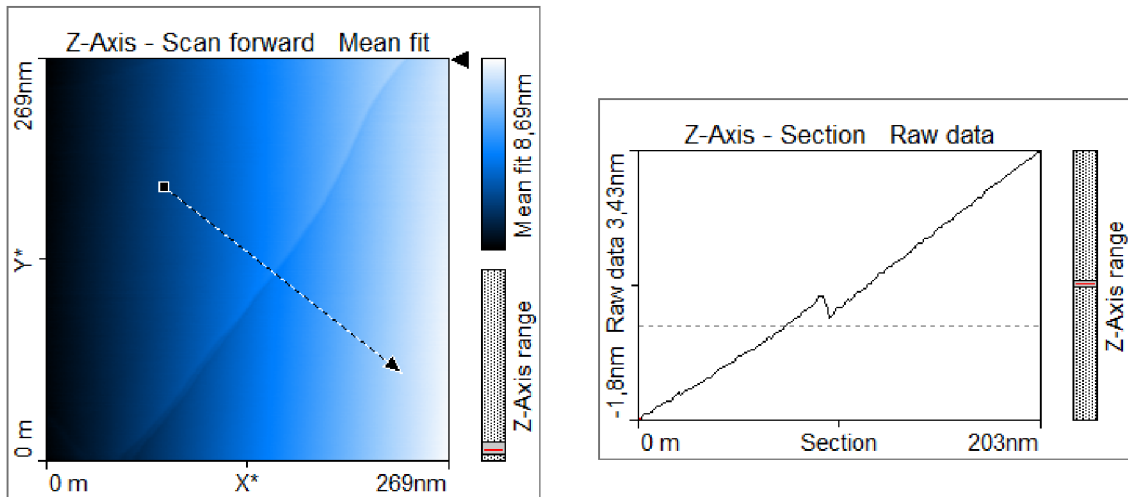 Z-Axis - Scan forward Mean fit
269nm
Y*
0 m
0 m
X*
269nm
Mean fit 8,69nm
Z-Axis range
Z-Axis - Section Raw data
-1,8nm Raw data 3,43nm
0 m
Section
203nm
Z-Axis range